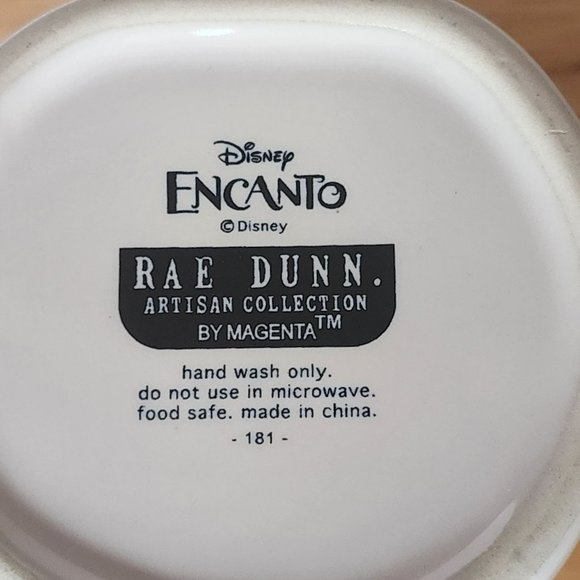 Disney
ENCANTO
©Disney
RAE DUNN.
ARTISAN COLLECTION
BY MAGENTA™
hand wash only.
do not use in microwave.
food safe. made in china.
- 181 -